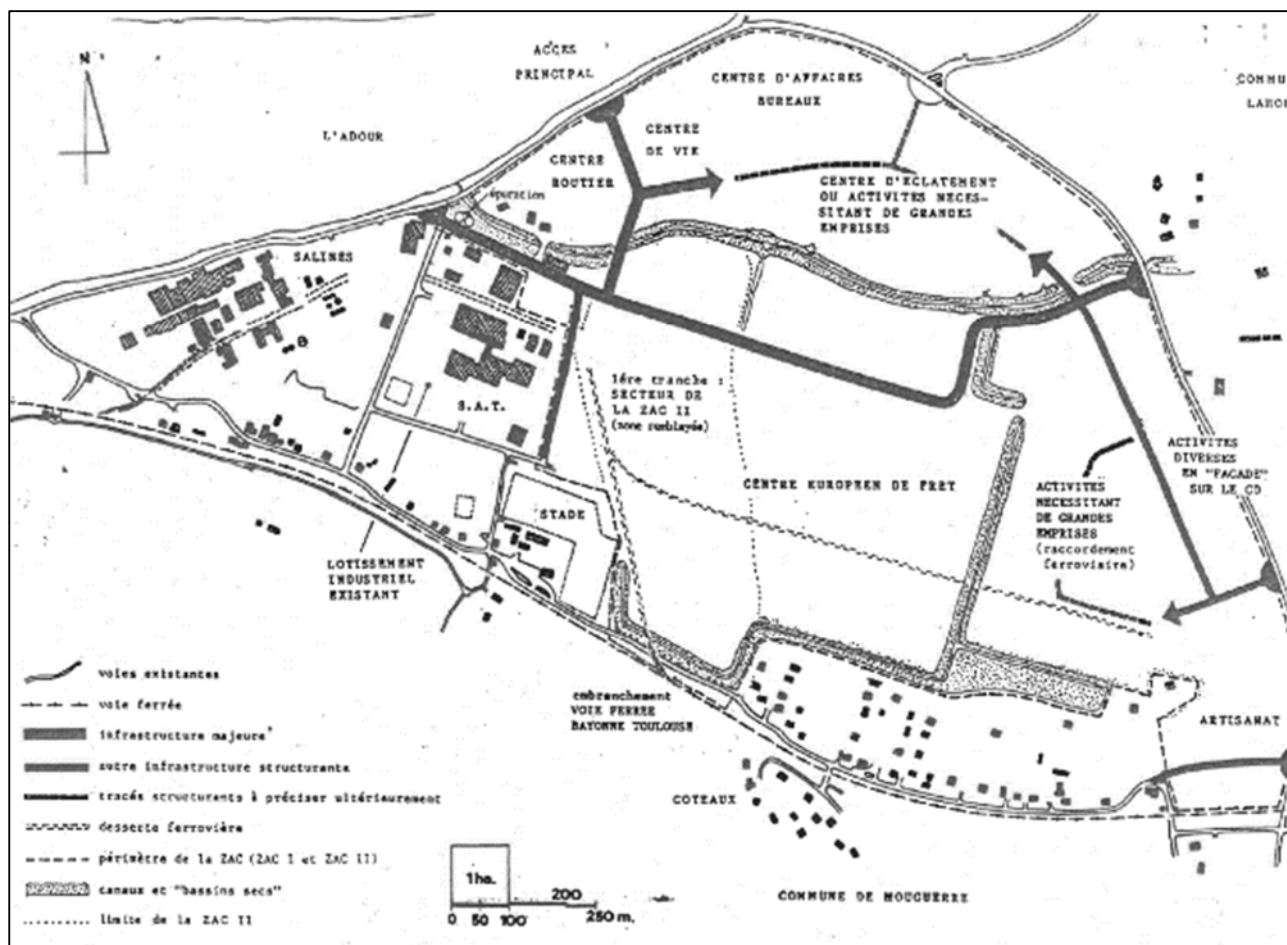 N
L'ADOUR
ACCES
PRINCIPAL
CENTRE D'AFFAIRES
BUREAUX
COMMU
LAHO
CENTRE
DE VIE
CENTRE
ROUTIER
épuration
CENTRE D'ECLATEMENT
OU ACTIVITES NECES-
SITANT DE GRANDES
EMPRISES
SALINES
S.A.T.
1ére tranche :
SECTEUR DE
LA ZAC II
(zone remblayée)
ACTIVITES
DIVERSES
EN "FACADE"
SUR LE CD
CENTRE EUROPEEN DE FRET
ACTIVITES
NECESSITANT
DE GRANDES
EMPRISES
(raccordement
ferroviaire)
STADE
LOTISSEMENT
INDUSTRIEL
EXISTANT
embranchement
VOIE FERREE
BAYONNE TOULOUSE
ARTISANAT
COTEAUX
COMMUNE DE MOUGUERRE
voies existantes
voie ferrée
infrastructure majeure
autre infrastructure structurante
tracés structurants à préciser ultérieurement
desserte ferrovière
périmètre de la ZAC (ZAC I et ZAC II)
canaux et "bassins secs"
limite de la ZAC II
1ha.
200
0 50 100 250 m.